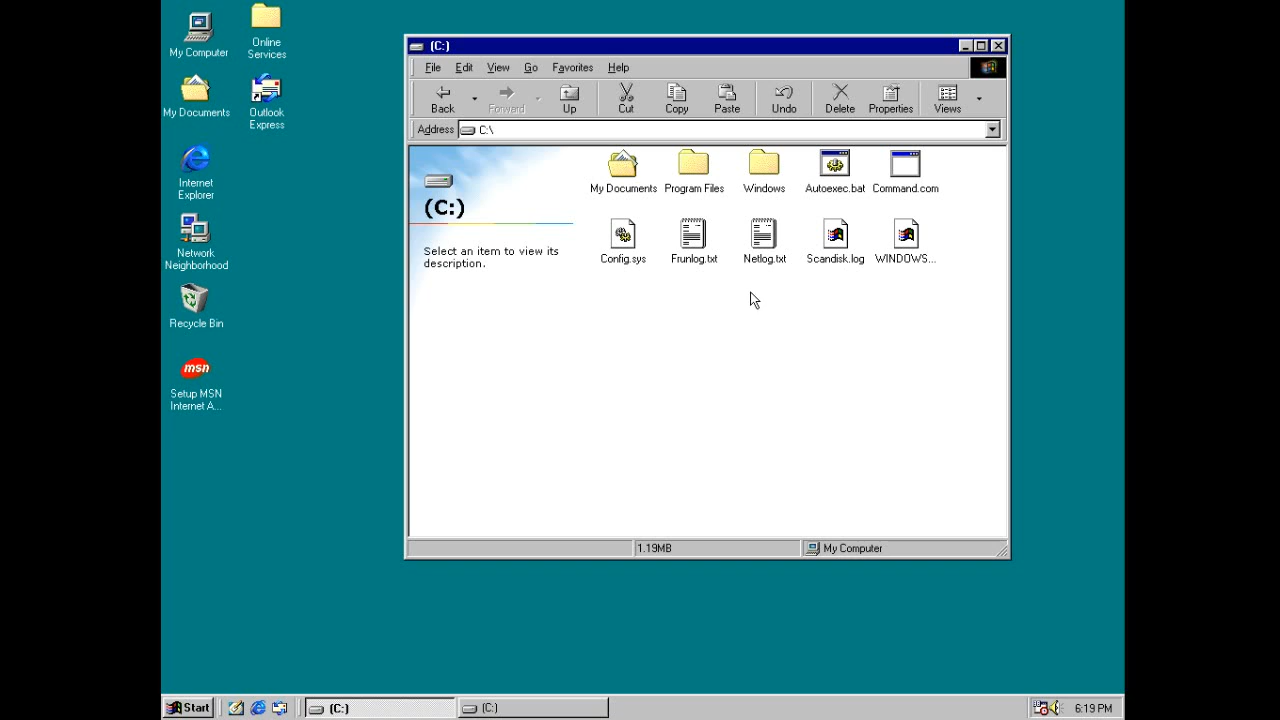 My Computer
Online
Services
My Documents
Outlook
Express
Internet
Explorer
Network
Neighborhood
Recycle Bin
msn
Setup MSN
Internet A...
(C:)
File Edit View Go Favorites Help
Back Forward Up Cut Copy Paste Undo Delete Properties Views
Address C:\
(C:)
Select an item to view its
description.
My Documents Program Files Windows Autoexec.bat Command.com
Config.sys Frunlog.txt Netlog.txt Scandisk.log WINDOWS...
1.19MB My Computer
Start (C:) (C:) 6:19 PM